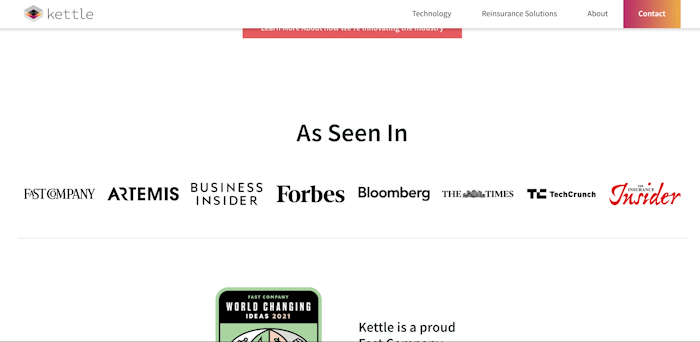 kettle
Technology
Reinsurance Solutions
About
Contact
Learn More About how We're Innovating the Industry
As Seen In
FAST COMPANY
ARTEMIS
BUSINESS
INSIDER
Forbes
Bloomberg
THE TIMES
TechCrunch
THE
INSURANCE
Insider
FAST COMPANY
WORLD CHANGING
IDEAS 2021
Kettle is a proud
Fast Company